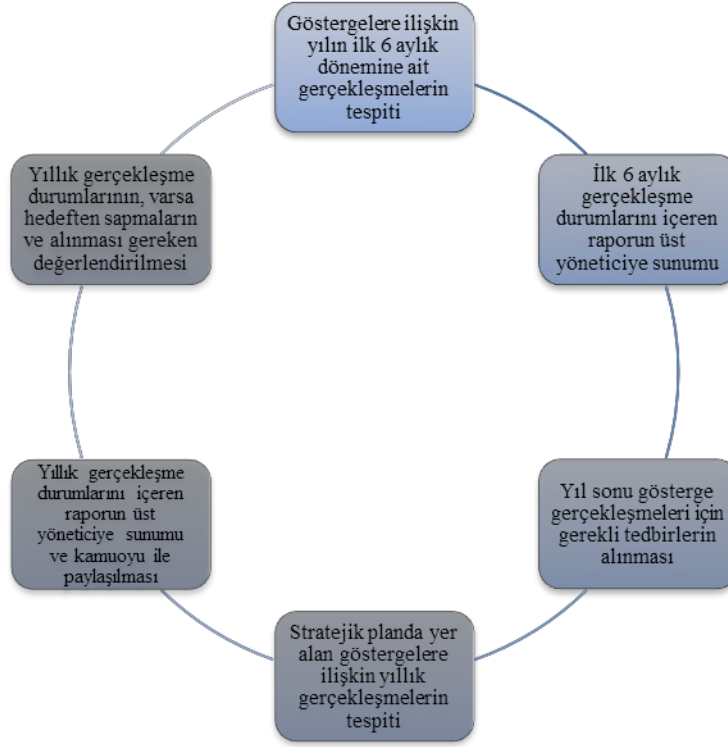 Göstergelere ilişkin
yılın ilk 6 aylık
dönemine ait
gerçekleşmelerin
tespiti
İlk 6 aylık
gerçekleşme
durumlarını içeren
raporun üst
yöneticiye sunumu
Yıl sonu gösterge
gerçekleşmeleri için
gerekli tedbirlerin
alınması
Stratejik planda yer
alan göstergelere
ilişkin yıllık
gerçekleşmelerin
tespiti
Yıllık gerçekleşme
durumlarını içeren
raporun üst
yöneticiye sunumu
ve kamuoyu ile
paylaşılması
Yıllık gerçekleşme
durumlarının, varsa
hedeften sapmaların
ve alınması gereken
değerlendirilmesi